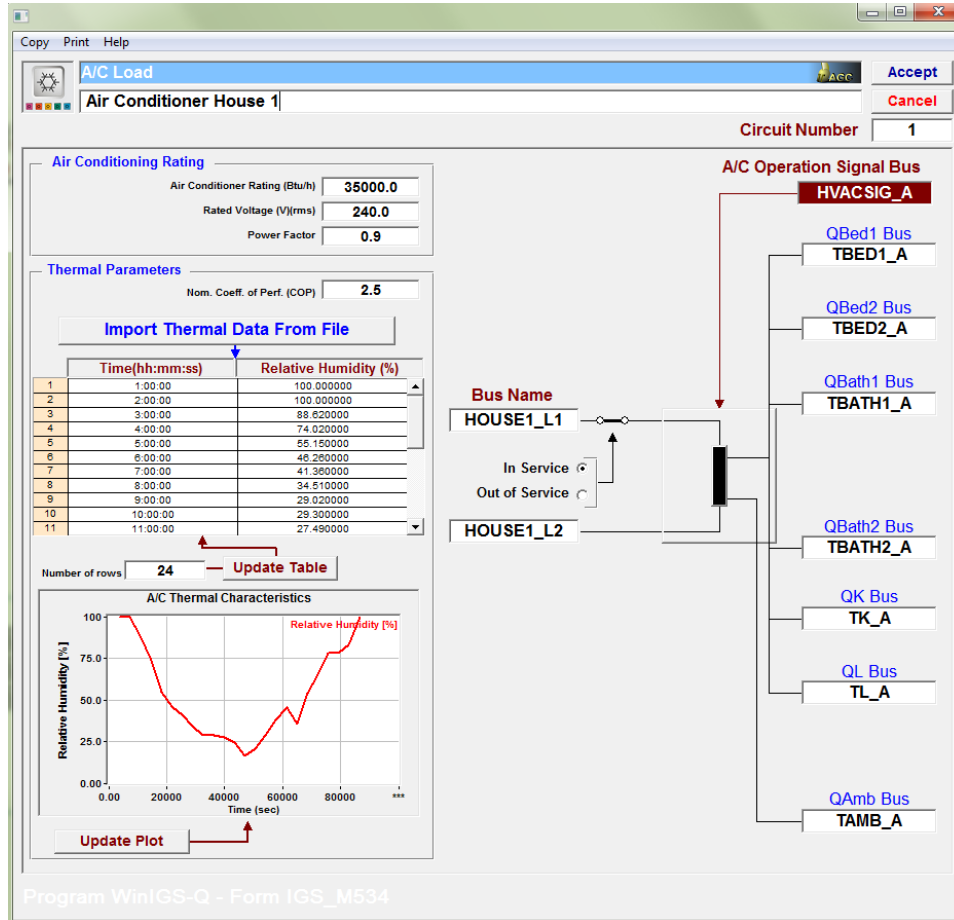 Copy Print Help
A/C Load
AGC
Accept
Air Conditioner House 1
Cancel
Circuit Number 1
Air Conditioning Rating
Air Conditioner Rating (Btu/h) 35000.0
Rated Voltage (V)(rms) 240.0
Power Factor 0.9
Thermal Parameters
Nom. Coeff. of Perf. (COP) 2.5
Import Thermal Data From File
Time(hh:mm:ss) Relative Humidity (%)
1 1:00:00 100.000000
2 2:00:00 100.000000
3 3:00:00 88.620000
4 4:00:00 74.020000
5 5:00:00 55.150000
6 6:00:00 46.260000
7 7:00:00 41.360000
8 8:00:00 34.510000
9 9:00:00 29.020000
10 10:00:00 29.300000
11 11:00:00 27.490000
Number of rows 24 Update Table
A/C Thermal Characteristics
Relative Humidity [%]
Relative Humidity [%]
100
75.0
50.0
25.0
0.00
0.00 20000 40000 60000 80000 ***
Time (sec)
Update Plot
Bus Name
HOUSE1_L1
In Service
Out of Service
HOUSE1_L2
A/C Operation Signal Bus
HVACSIG_A
QBed1 Bus
TBED1_A
QBed2 Bus
TBED2_A
QBath1 Bus
TBATH1_A
QBath2 Bus
TBATH2_A
QK Bus
TK_A
QL Bus
TL_A
QAmb Bus
TAMB_A
Program WinIGS-Q - Form IGS_M534